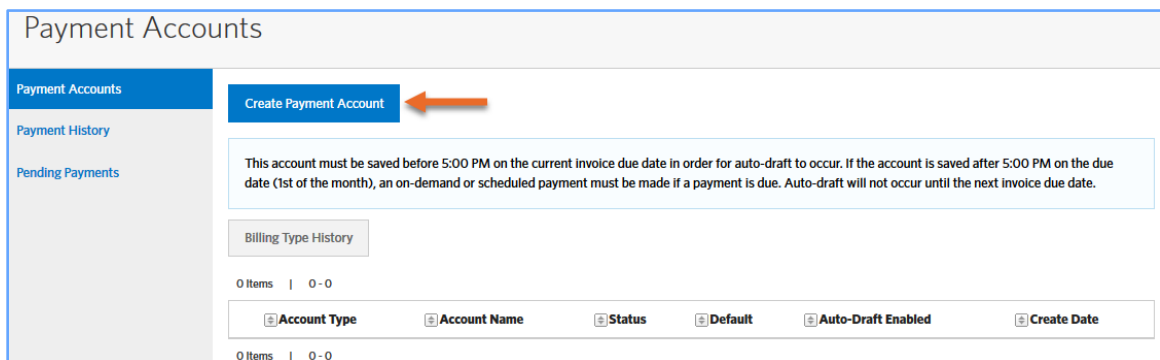 Payment Accounts
Payment Accounts
Payment History
Pending Payments
Create Payment Account
This account must be saved before 5:00 PM on the current invoice due date in order for auto-draft to occur. If the account is saved after 5:00 PM on the due
date (1st of the month), an on-demand or scheduled payment must be made if a payment is due. Auto-draft will not occur until the next invoice due date.
Billing Type History
0 Items | 0 - 0
Account Type Account Name Status Default Auto-Draft Enabled Create Date
0 Items | 0 - 0